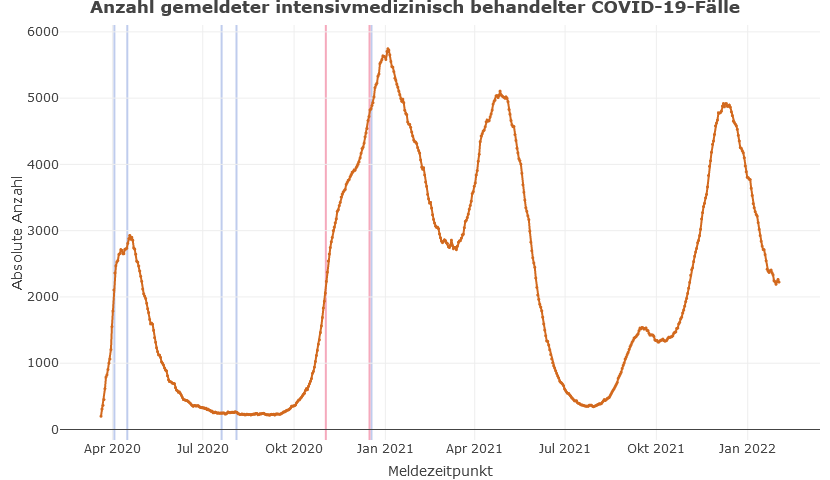 Anzahl gemeldeter intensivmedizinisch behandelter COVID-19-Fälle
6000
5000
4000
3000
2000
1000
0
Absolute Anzahl
Apr 2020 Jul 2020 Okt 2020 Jan 2021 Apr 2021 Jul 2021 Okt 2021 Jan 2022
Meldezeitpunkt